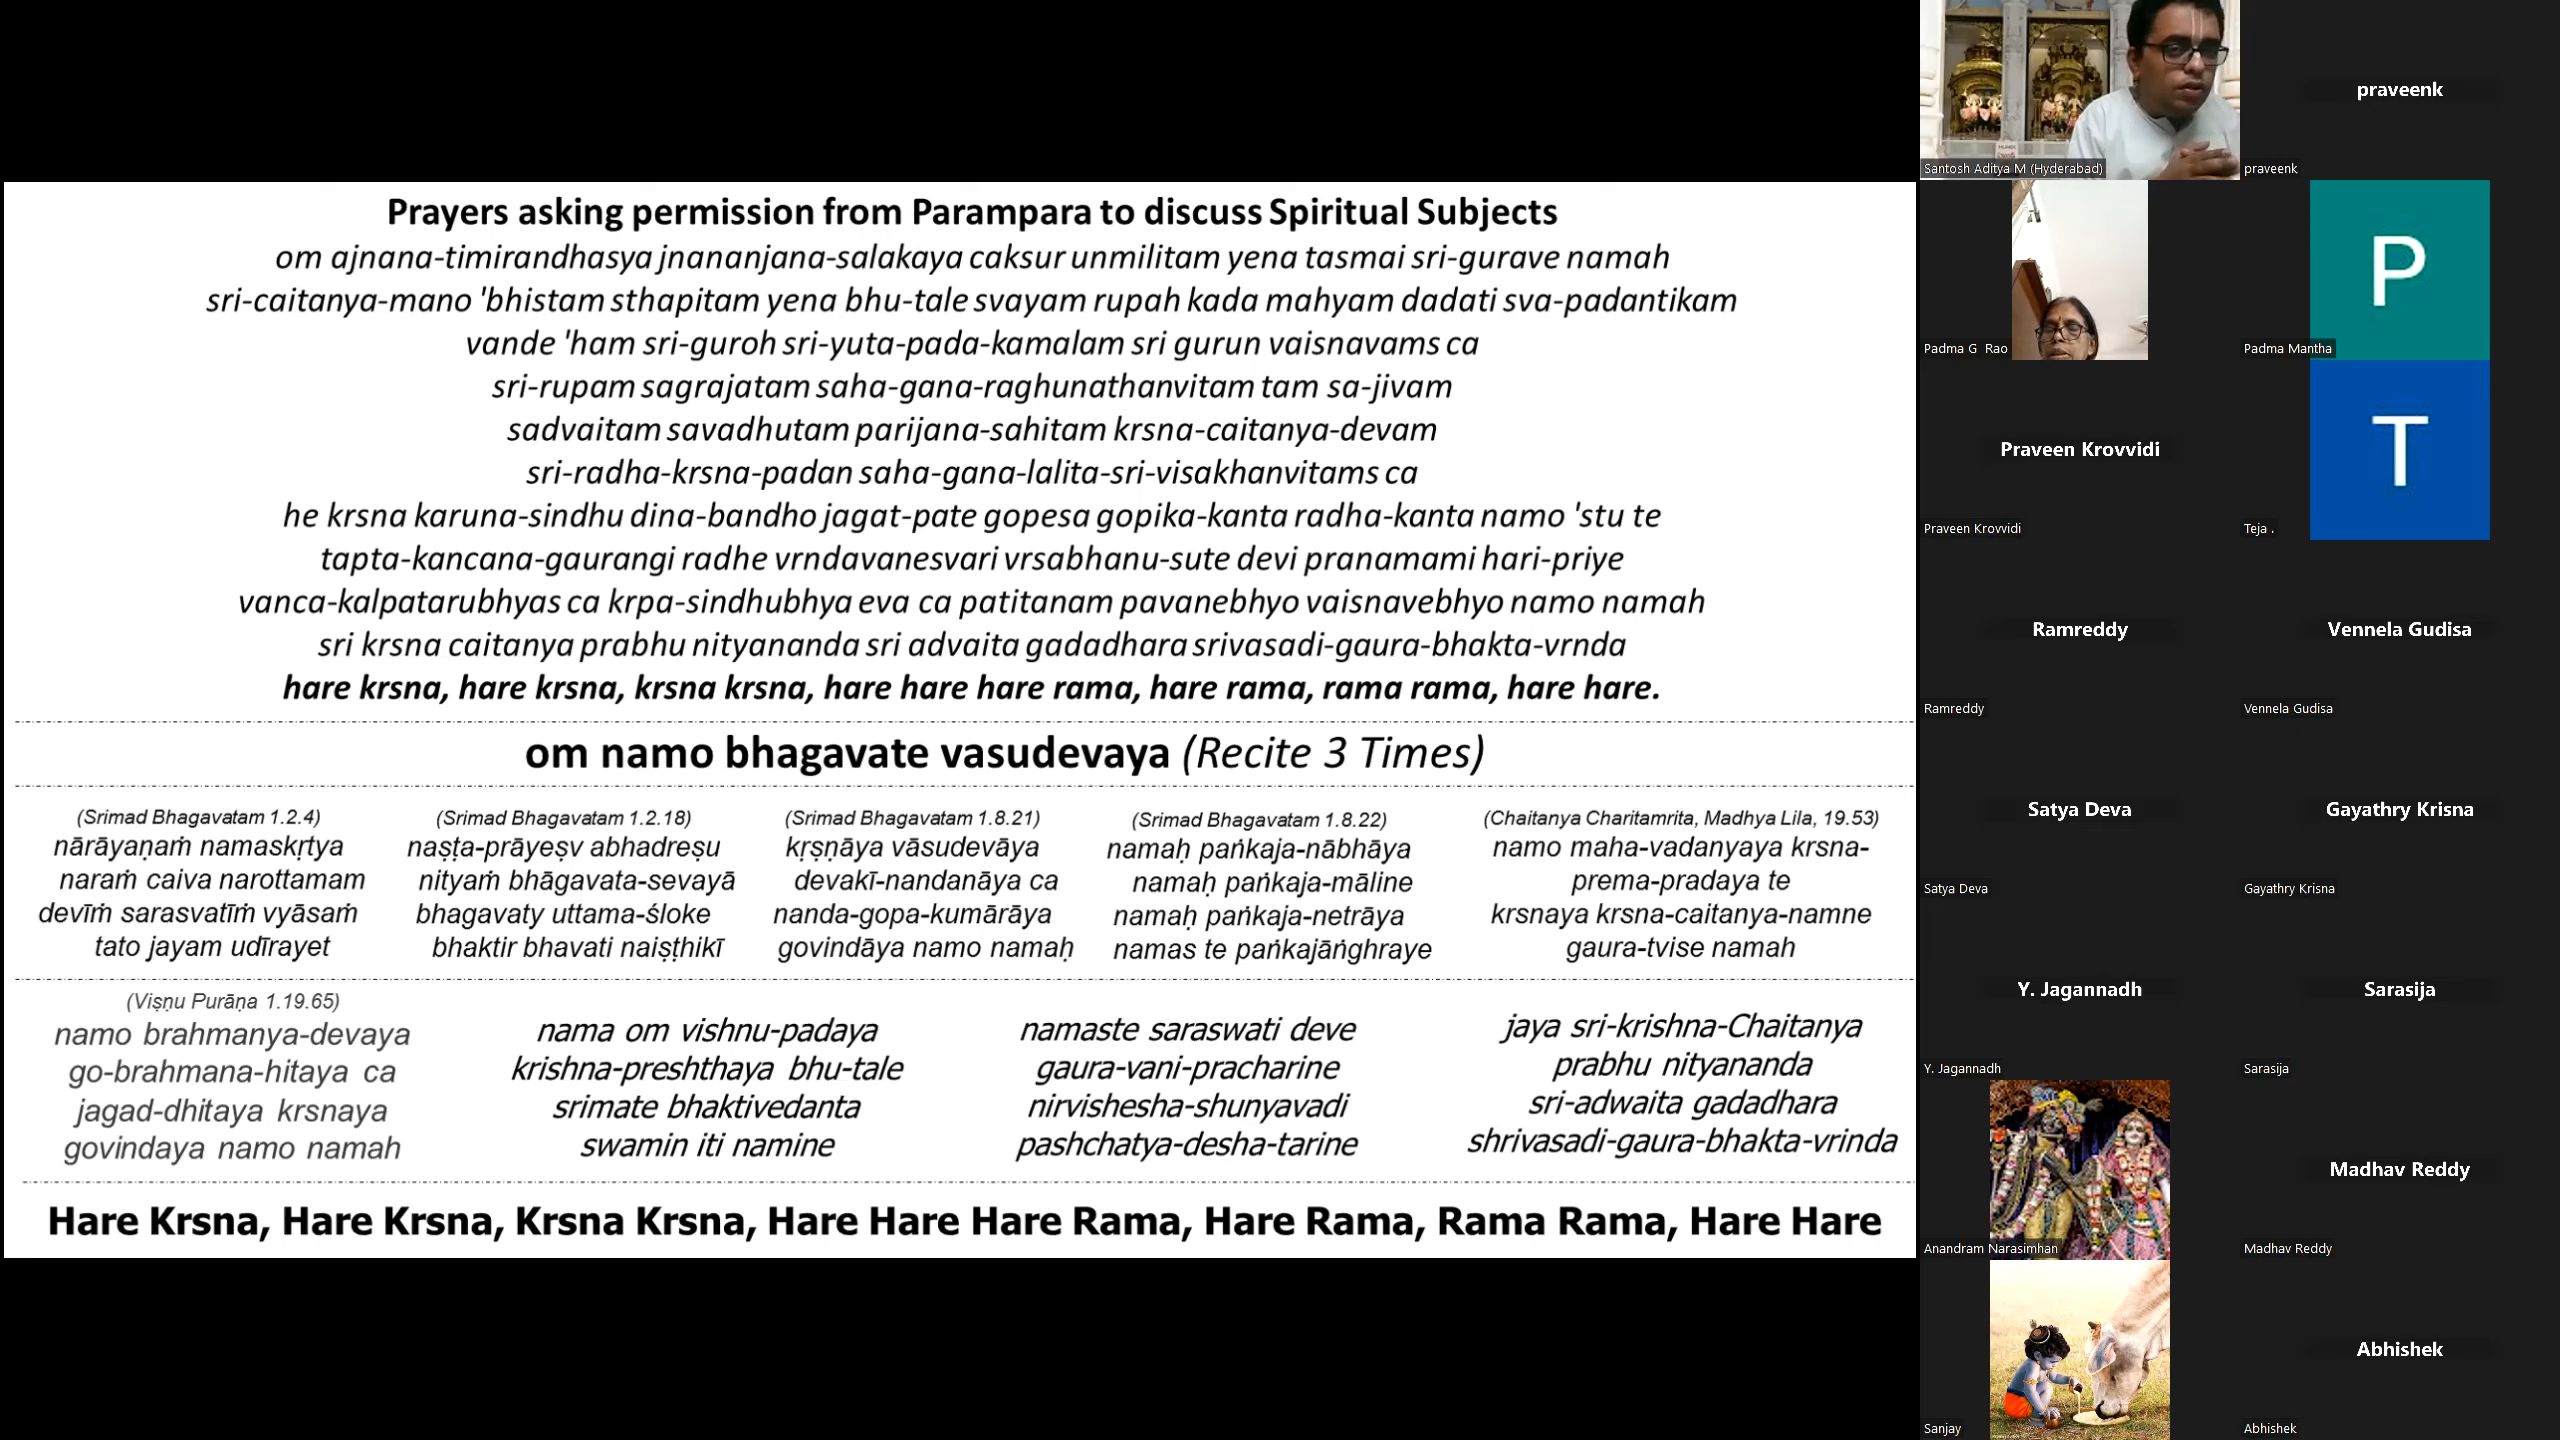 Prayers asking permission from Parampara to discuss Spiritual Subjects
om ajnana-timirandhasya jnananjana-salakaya caksur unmilitam yena tasmai sri-gurave namah
sri-caitanya-mano 'bhistam sthapitam yena bhu-tale svayam rupah kada mahyam dadati sva-padantikam
vande 'ham sri-guroh sri-yuta-pada-kamalam sri gurun vaisnavams ca
sri-rupam sagrajatam saha-gana-raghunathanvitam tam sa-jivam
sadvaitam savadhutam parijana-sahitam krsna-caitanya-devam
sri-radha-krsna-padan saha-gana-lalita-sri-visakhanvitams ca
he krsna karuna-sindhu dina-bandho jagat-pate gopesa gopika-kanta radha-kanta namo 'stu te
tapta-kancana-gaurangi radhe vrndavanesvari vrsabhanu-sute devi pranamami hari-priye
vanca-kalpatarubhyas ca krpa-sindhubhya eva ca patitanam pavanebhyo vaisnavebhyo namo namah
sri krsna caitanya prabhu nityananda sri advaita gadadhara srivasadi-gaura-bhakta-vrnda
hare krsna, hare krsna, krsna krsna, hare hare hare rama, hare rama, rama rama, hare hare.
om namo bhagavate vasudevaya (Recite 3 Times)
(Srimad Bhagavatam 1.2.4)
nārāyaṇaṁ namaskṛtya
naraṁ caiva narottamam
devīṁ sarasvatīṁ vyāsaṁ
tato jayam udīrayet
(Srimad Bhagavatam 1.2.18)
naṣṭa-prāyeṣv abhadreṣu
nityaṁ bhāgavata-sevayā
bhagavaty uttama-śloke
bhaktir bhavati naiṣṭhikī
(Srimad Bhagavatam 1.8.21)
kṛṣṇāya vāsudevāya
devakī-nandanāya ca
nanda-gopa-kumārāya
govindāya namo namaḥ
(Srimad Bhagavatam 1.8.22)
namaḥ paṅkaja-nābhāya
namaḥ paṅkaja-māline
namaḥ paṅkaja-netrāya
namas te paṅkajāṅghraye
(Chaitanya Charitamrita, Madhya Lila, 19.53)
namo maha-vadanyaya krsna-
prema-pradaya te
krsnaya krsna-caitanya-namne
gaura-tvise namah
(Viṣṇu Purāṇa 1.19.65)
namo brahmanya-devaya
go-brahmana-hitaya ca
jagad-dhitaya krsnaya
govindaya namo namah
nama om vishnu-padaya
krishna-preshthaya bhu-tale
srimate bhaktivedanta
swamin iti namine
namaste saraswati deve
gaura-vani-pracharine
nirvishesha-shunyavadi
pashchatya-desha-tarine
jaya sri-krishna-Chaitanya
prabhu nityananda
sri-adwaita gadadhara
shrivasadi-gaura-bhakta-vrinda
Hare Krsna, Hare Krsna, Krsna Krsna, Hare Hare Hare Rama, Hare Rama, Rama Rama, Hare Hare
Santosh Aditya M (Hyderabad)
praveenk
praveenk
Padma G Rao
P
Padma Mantha
Praveen Krovvidi
Praveen Krovvidi
T
Teja .
Ramreddy
Ramreddy
Vennela Gudisa
Vennela Gudisa
Satya Deva
Satya Deva
Gayathry Krisna
Gayathry Krisna
Y. Jagannadh
Y. Jagannadh
Sarasija
Sarasija
Anandram Narasimhan
Madhav Reddy
Madhav Reddy
Sanjay
Abhishek
Abhishek